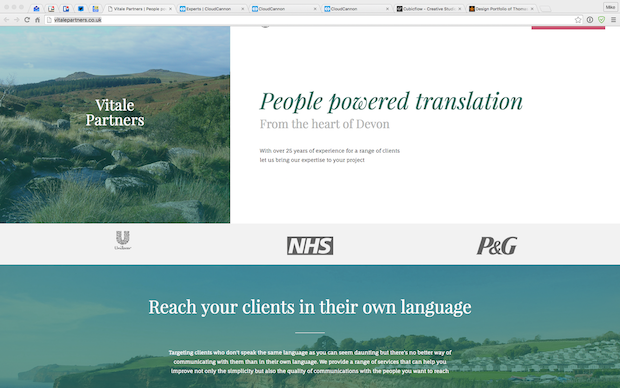 Mike
Vitale Partners | People po
Experts | CloudCannon
CloudCannon
CloudCannon
Cubicflow - Creative Studi
Design Portfolio of Thoma
vitalepartners.co.uk
Vitale
Partners
People powered translation
From the heart of Devon
With over 25 years of experience for a range of clients
let us bring our expertise to your project
Unilever
NHS
P&G
Reach your clients in their own language
Targeting clients who don't speak the same language as you can seem daunting but there's no better way of
communicating with them than in their own language. We provide a range of services that can help you
improve not only the simplicity but also the quality of communications with the people you want to reach